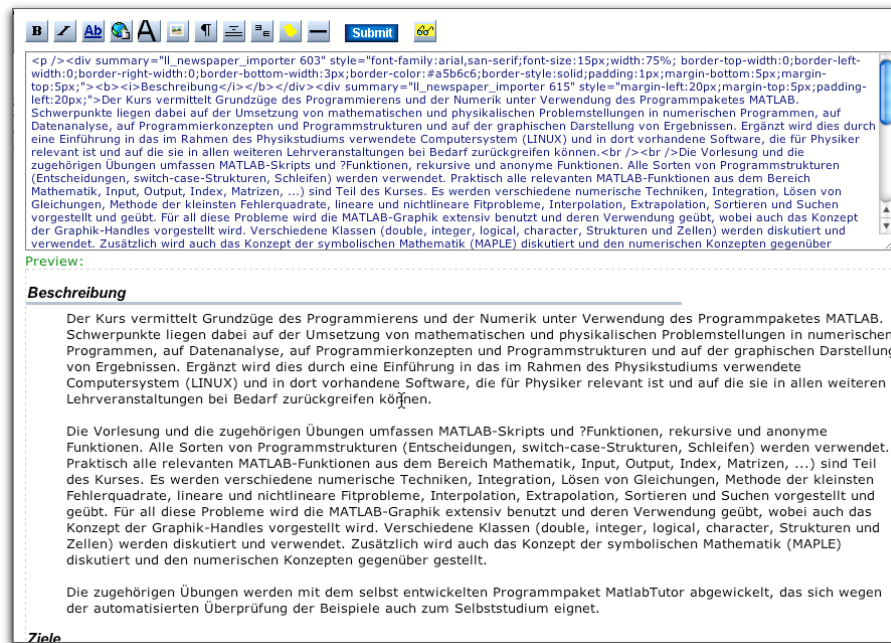 B I Ab A ¶ Submit
<p /><div summary="ll_newspaper_importer 603" style="font-family:arial,san-serif;font-size:15px;width:75%; border-top-width:0;border-left-
width:0;border-right-width:0;border-bottom-width:3px;border-color:#a5b6c6;border-style:solid;padding:1px;margin-bottom:5px;margin-
top:5px;"><b><i>Beschreibung</i></b></div><div summary="ll_newspaper_importer 615" style="margin-left:20px;margin-top:5px;padding-
left:20px;">Der Kurs vermittelt Grundzüge des Programmierens und der Numerik unter Verwendung des Programmpaketes MATLAB.
Schwerpunkte liegen dabei auf der Umsetzung von mathematischen und physikalischen Problemstellungen in numerischen Programmen, auf
Datenanalyse, auf Programmierkonzepten und Programmstrukturen und auf der graphischen Darstellung von Ergebnissen. Ergänzt wird dies durch
eine Einführung in das im Rahmen des Physikstudiums verwendete Computersystem (LINUX) und in dort vorhandene Software, die für Physiker
relevant ist und auf die sie in allen weiteren Lehrveranstaltungen bei Bedarf zurückgreifen können.<br /><br />Die Vorlesung und die
zugehörigen Übungen umfassen MATLAB-Skripts und ?Funktionen, rekursive und anonyme Funktionen. Alle Sorten von Programmstrukturen
(Entscheidungen, switch-case-Strukturen, Schleifen) werden verwendet. Praktisch alle relevanten MATLAB-Funktionen aus dem Bereich
Mathematik, Input, Output, Index, Matrizen, ...) sind Teil des Kurses. Es werden verschiedene numerische Techniken, Integration, Lösen von
Gleichungen, Methode der kleinsten Fehlerquadrate, lineare und nichtlineare Fitprobleme, Interpolation, Extrapolation, Sortieren und Suchen
vorgestellt und geübt. Für all diese Probleme wird die MATLAB-Graphik extensiv benutzt und deren Verwendung geübt, wobei auch das Konzept
der Graphik-Handles vorgestellt wird. Verschiedene Klassen (double, integer, logical, character, Strukturen und Zellen) werden diskutiert und
verwendet. Zusätzlich wird auch das Konzept der symbolischen Mathematik (MAPLE) diskutiert und den numerischen Konzepten gegenüber
Preview:
Beschreibung
Der Kurs vermittelt Grundzüge des Programmierens und der Numerik unter Verwendung des Programmpaketes MATLAB.
Schwerpunkte liegen dabei auf der Umsetzung von mathematischen und physikalischen Problemstellungen in numerischen
Programmen, auf Datenanalyse, auf Programmierkonzepten und Programmstrukturen und auf der graphischen Darstellung
von Ergebnissen. Ergänzt wird dies durch eine Einführung in das im Rahmen des Physikstudiums verwendete
Computersystem (LINUX) und in dort vorhandene Software, die für Physiker relevant ist und auf die sie in allen weiteren
Lehrveranstaltungen bei Bedarf zurückgreifen können.
Die Vorlesung und die zugehörigen Übungen umfassen MATLAB-Skripts und ?Funktionen, rekursive und anonyme
Funktionen. Alle Sorten von Programmstrukturen (Entscheidungen, switch-case-Strukturen, Schleifen) werden verwendet.
Praktisch alle relevanten MATLAB-Funktionen aus dem Bereich Mathematik, Input, Output, Index, Matrizen, ...) sind Teil
des Kurses. Es werden verschiedene numerische Techniken, Integration, Lösen von Gleichungen, Methode der kleinsten
Fehlerquadrate, lineare und nichtlineare Fitprobleme, Interpolation, Extrapolation, Sortieren und Suchen vorgestellt und
geübt. Für all diese Probleme wird die MATLAB-Graphik extensiv benutzt und deren Verwendung geübt, wobei auch das
Konzept der Graphik-Handles vorgestellt wird. Verschiedene Klassen (double, integer, logical, character, Strukturen und
Zellen) werden diskutiert und verwendet. Zusätzlich wird auch das Konzept der symbolischen Mathematik (MAPLE)
diskutiert und den numerischen Konzepten gegenüber gestellt.
Die zugehörigen Übungen werden mit dem selbst entwickelten Programmpaket MatlabTutor abgewickelt, das sich wegen
der automatisierten Überprüfung der Beispiele auch zum Selbststudium eignet.
Ziele